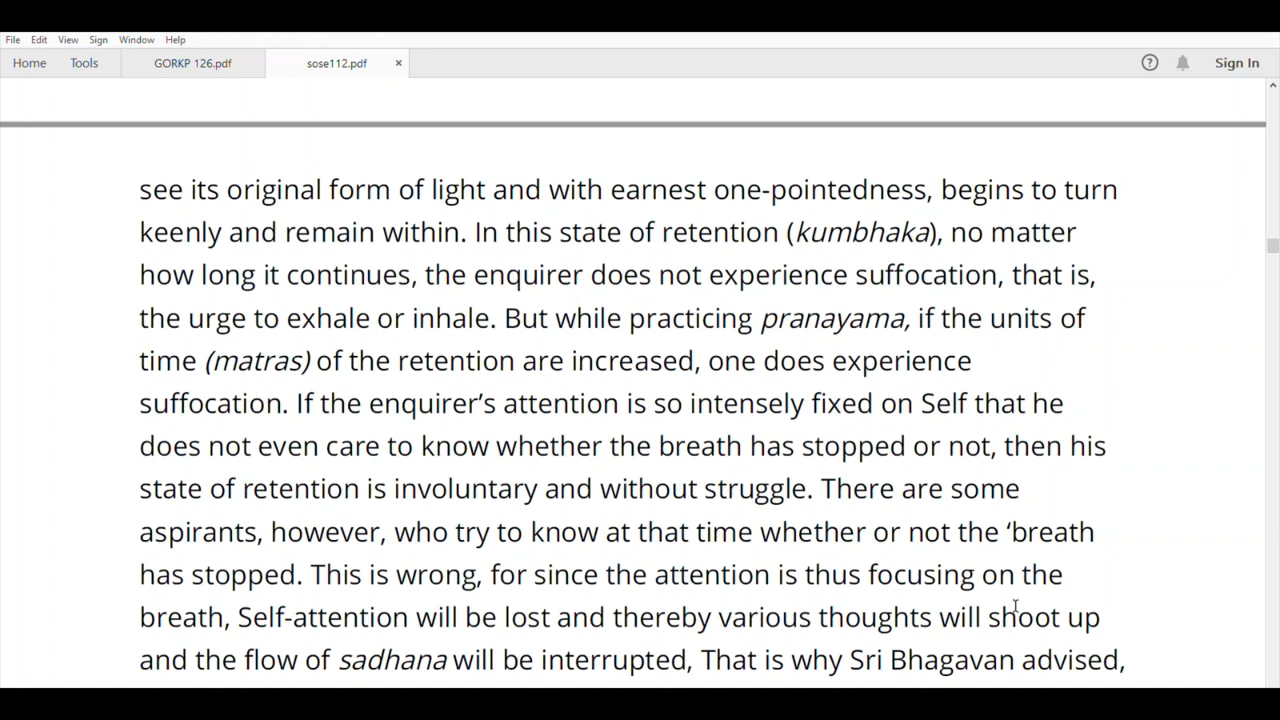 File Edit View Sign Window Help
Home Tools GORKP 126.pdf sose112.pdf × ? Sign In
see its original form of light and with earnest one-pointedness, begins to turn
keenly and remain within. In this state of retention (kumbhaka), no matter
how long it continues, the enquirer does not experience suffocation, that is,
the urge to exhale or inhale. But while practicing pranayama, if the units of
time (matras) of the retention are increased, one does experience
suffocation. If the enquirer’s attention is so intensely fixed on Self that he
does not even care to know whether the breath has stopped or not, then his
state of retention is involuntary and without struggle. There are some
aspirants, however, who try to know at that time whether or not the ‘breath
has stopped. This is wrong, for since the attention is thus focusing on the
breath, Self-attention will be lost and thereby various thoughts will shoot up
and the flow of sadhana will be interrupted, That is why Sri Bhagavan advised,